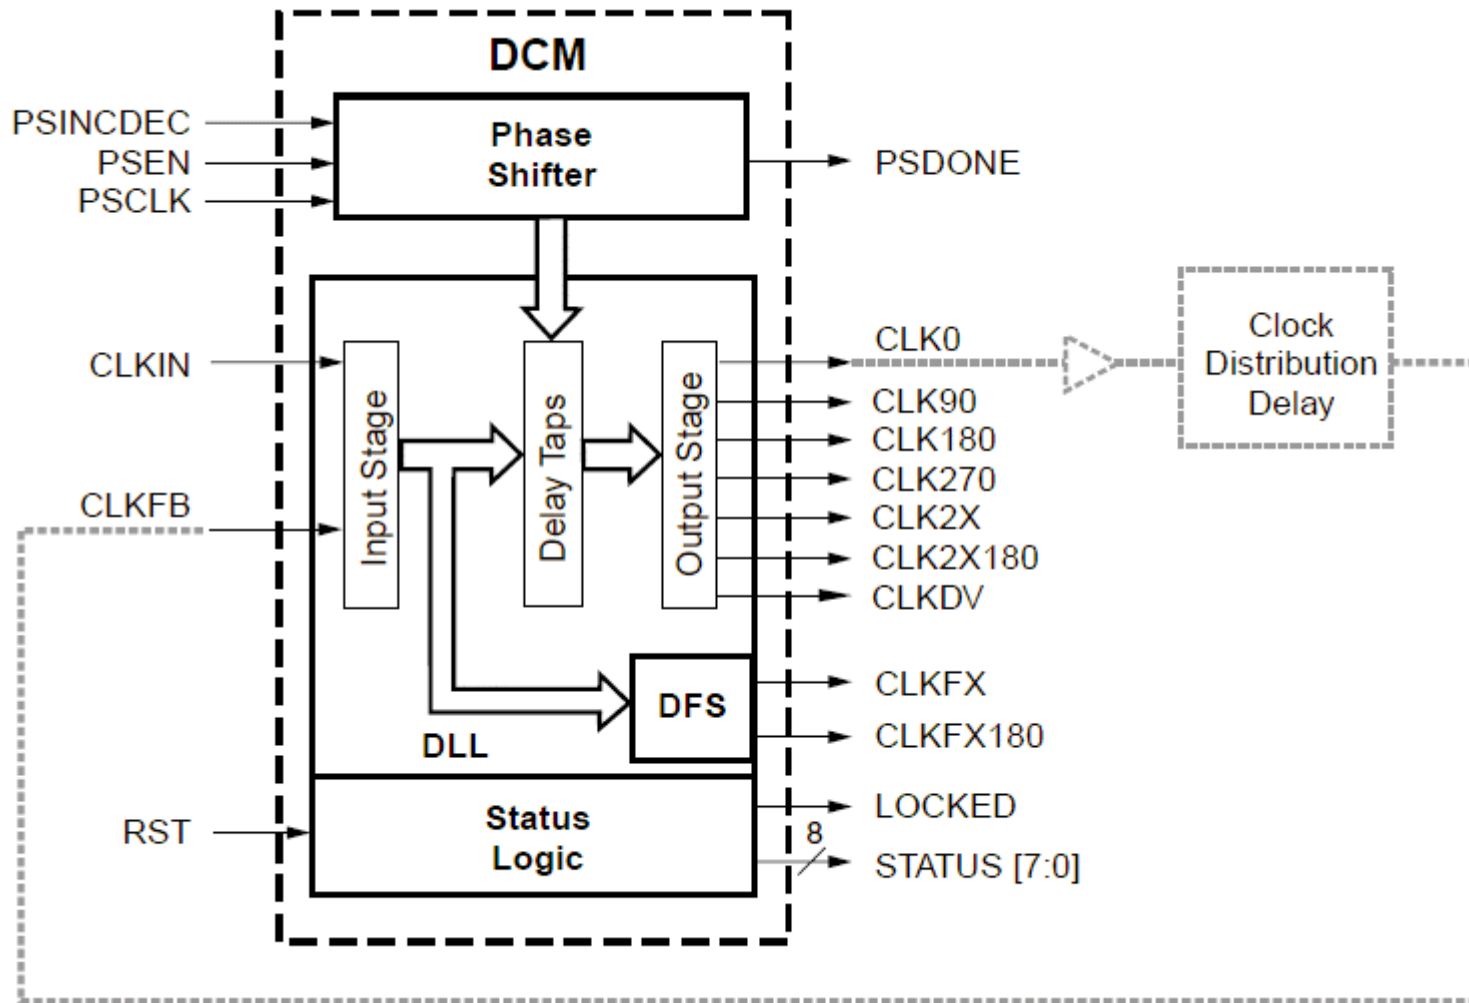 DCM
PSINCDEC
PSEN
PSCLK
Phase
Shifter
PSDONE
CLKIN
CLKFB
Input Stage
Delay Taps
Output Stage
CLK0
CLK90
CLK180
CLK270
CLK2X
CLK2X180
CLKDV
Clock
Distribution
Delay
DFS
DLL
CLKFX
CLKFX180
RST
Status
Logic
LOCKED
8
STATUS [7:0]